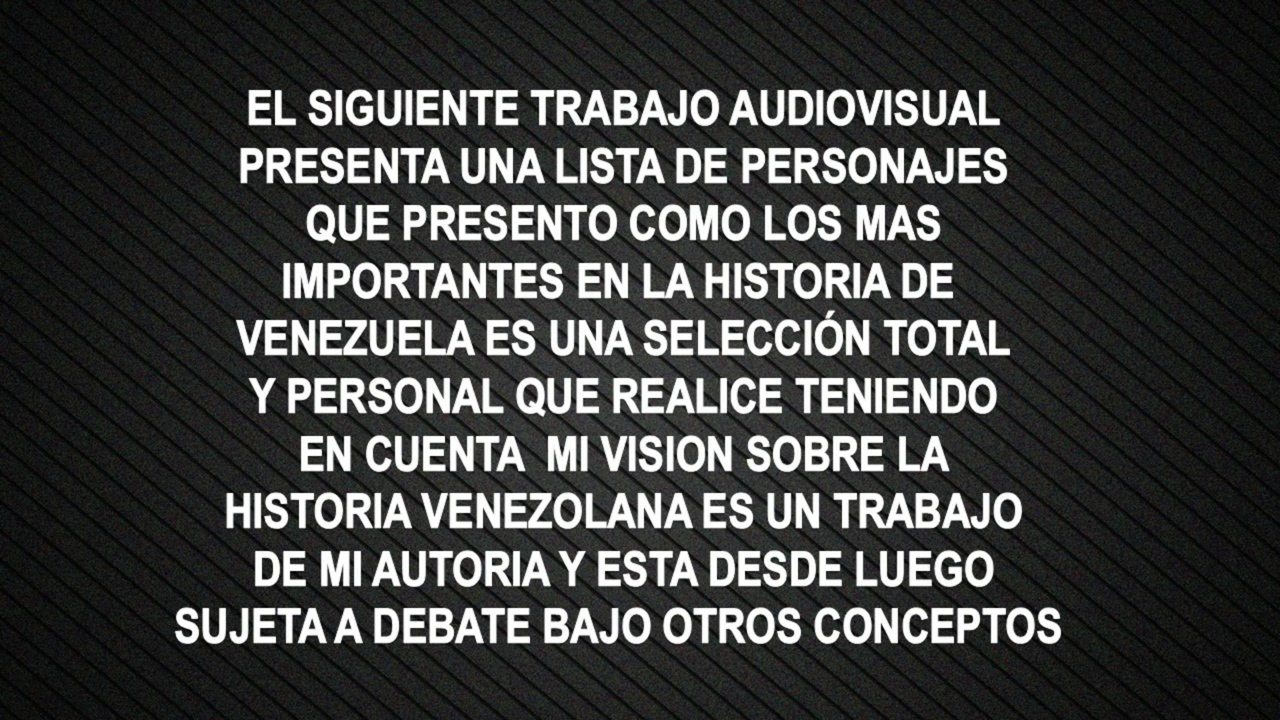 EL SIGUIENTE TRABAJO AUDIOVISUAL
PRESENTA UNA LISTA DE PERSONAJES
QUE PRESENTO COMO LOS MAS
IMPORTANTES EN LA HISTORIA DE
VENEZUELA ES UNA SELECCIÓN TOTAL
Y PERSONAL QUE REALICE TENIENDO
EN CUENTA  MI VISION SOBRE LA
HISTORIA VENEZOLANA ES UN TRABAJO
DE MI AUTORIA Y ESTA DESDE LUEGO
SUJETA A DEBATE BAJO OTROS CONCEPTOS